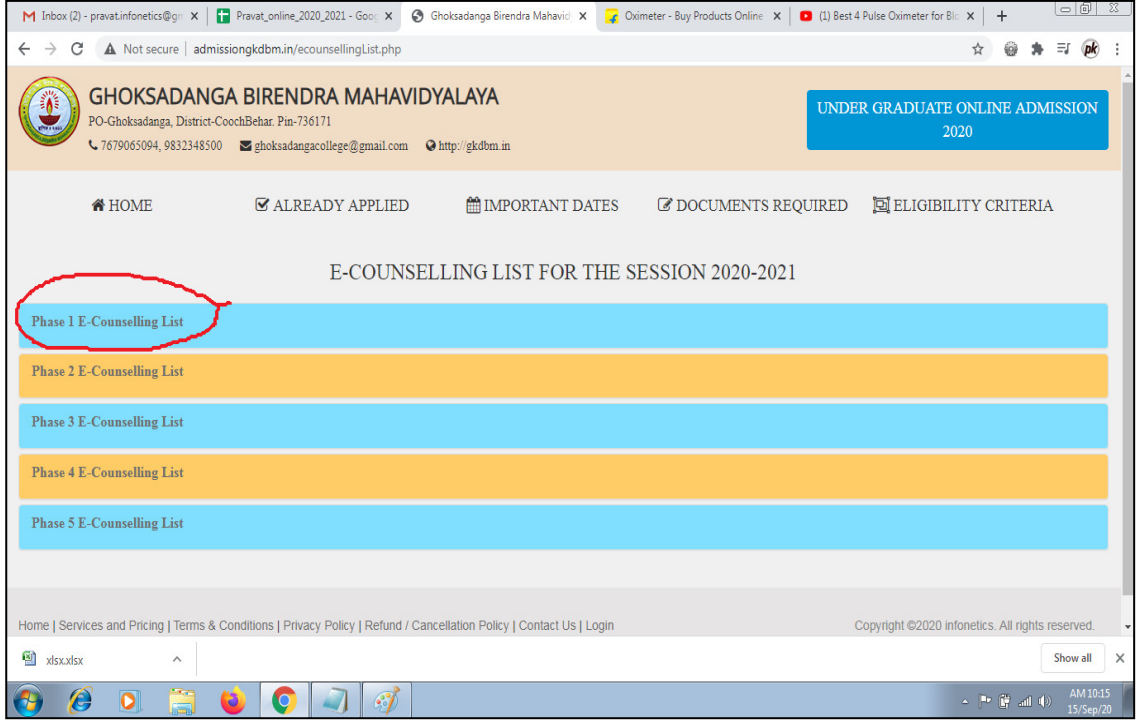 Inbox (2) - pravat.infonetics@gm
Pravat_online_2020_2021 - Goog
Ghoksadanga Birendra Mahavid
Oximeter - Buy Products Online
(1) Best 4 Pulse Oximeter for Blo
Not secure | admissiongkdbm.in/ecounsellingList.php
pk
GHOKSADANGA BIRENDRA MAHAVIDYALAYA
PO-Ghoksadanga, District-CoochBehar. Pin-736171
7679065094, 9832348500 ghoksadangacollege@gmail.com http://gkdbm.in
UNDER GRADUATE ONLINE ADMISSION
2020
HOME ALREADY APPLIED IMPORTANT DATES DOCUMENTS REQUIRED ELIGIBILITY CRITERIA
E-COUNSELLING LIST FOR THE SESSION 2020-2021
Phase 1 E-Counselling List
Phase 2 E-Counselling List
Phase 3 E-Counselling List
Phase 4 E-Counselling List
Phase 5 E-Counselling List
Home | Services and Pricing | Terms & Conditions | Privacy Policy | Refund / Cancellation Policy | Contact Us | Login
Copyright ©2020 infonetics. All rights reserved.
xlsx.xlsx
Show all
AM 10:15
15/Sep/20